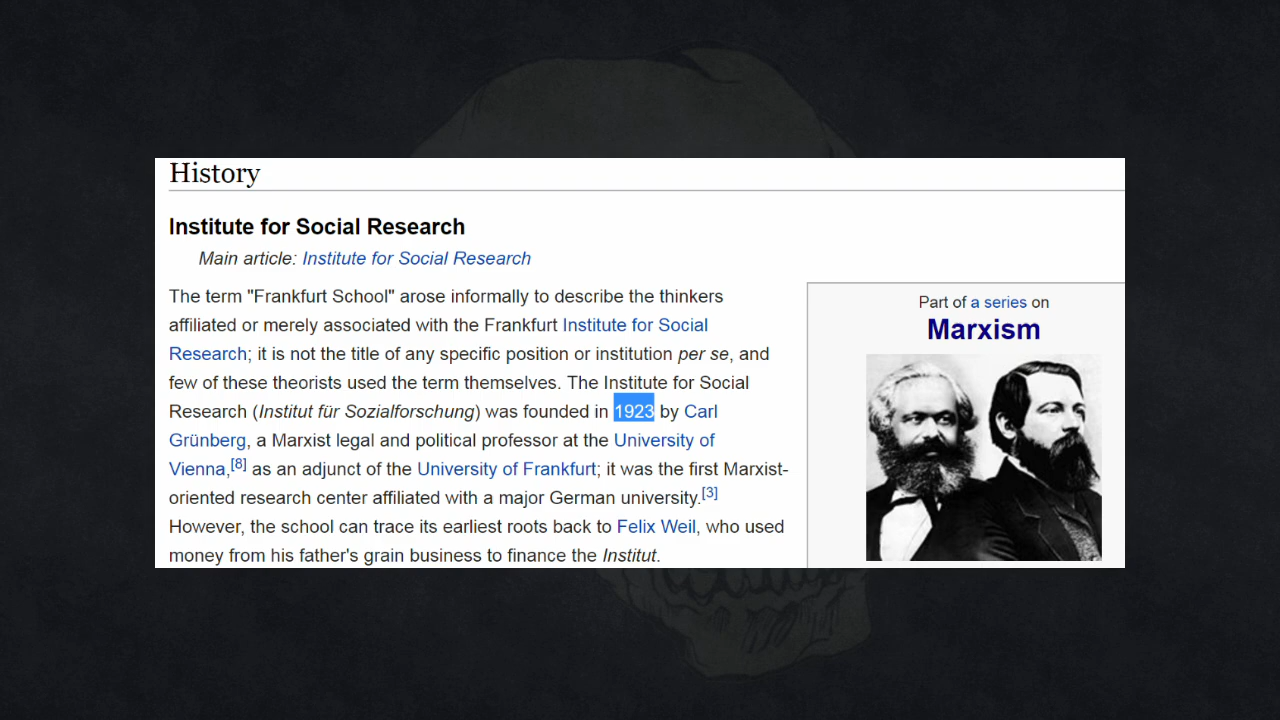 History
Institute for Social Research
Main article: Institute for Social Research
The term "Frankfurt School" arose informally to describe the thinkers
affiliated or merely associated with the Frankfurt Institute for Social
Research; it is not the title of any specific position or institution per se, and
few of these theorists used the term themselves. The Institute for Social
Research (Institut für Sozialforschung) was founded in 1923 by Carl
Grünberg, a Marxist legal and political professor at the University of
Vienna,[8] as an adjunct of the University of Frankfurt; it was the first Marxist-
oriented research center affiliated with a major German university.[3]
However, the school can trace its earliest roots back to Felix Weil, who used
money from his father's grain business to finance the Institut.
Part of a series on
Marxism